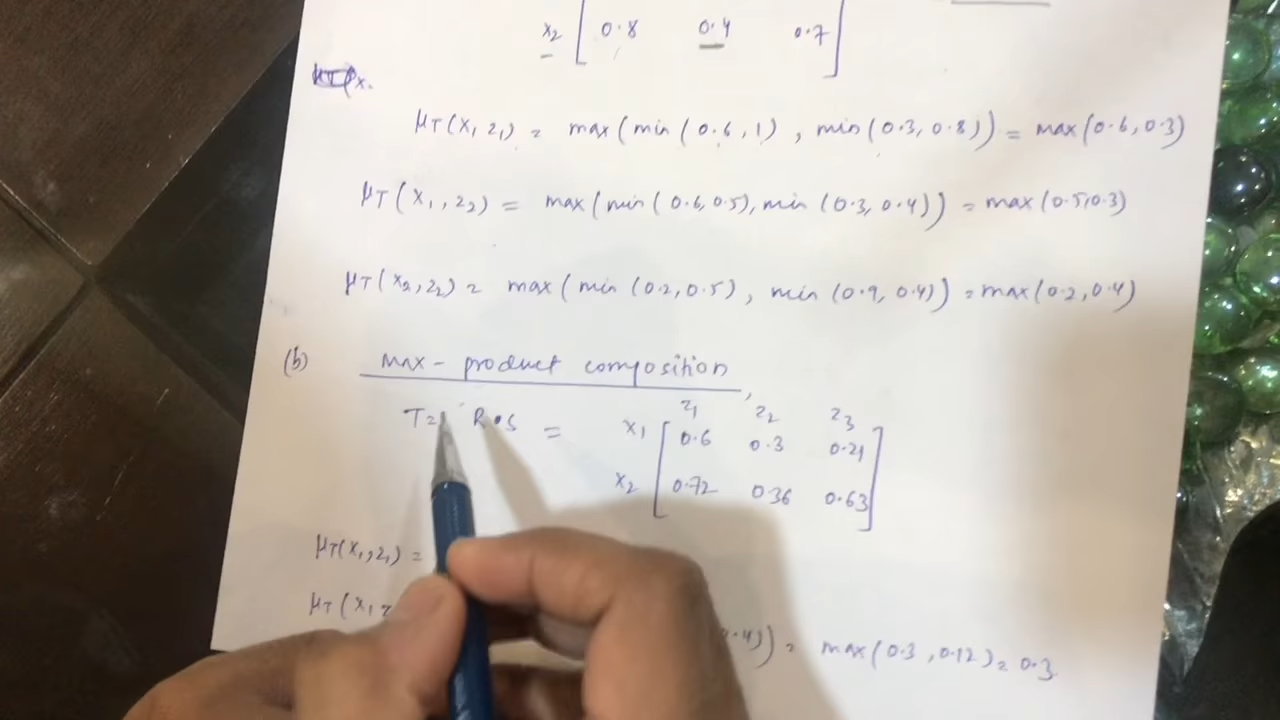 x₂ [ 0.8 0.4 0.7 ]
μT(x₁ z₁) = max(min(0.6, 1), min(0.3, 0.8)) = max(0.6, 0.3)
μT(x₁, z₂) = max(min(0.6, 0.5), min(0.3, 0.4)) = max(0.5, 0.3)
μT(x₂, z₂) = max(min(0.2, 0.5), min(0.9, 0.4)) = max(0.2, 0.4)
(b) max - product composition
z₁ z₂ z₃
T = R • S = x₁ [ 0.6 0.3 0.21 ]
x₂ [ 0.72 0.36 0.63 ]
μT(x₁, z₁) =
μT(x₁ z = max(0.3, 0.12) = 0.3